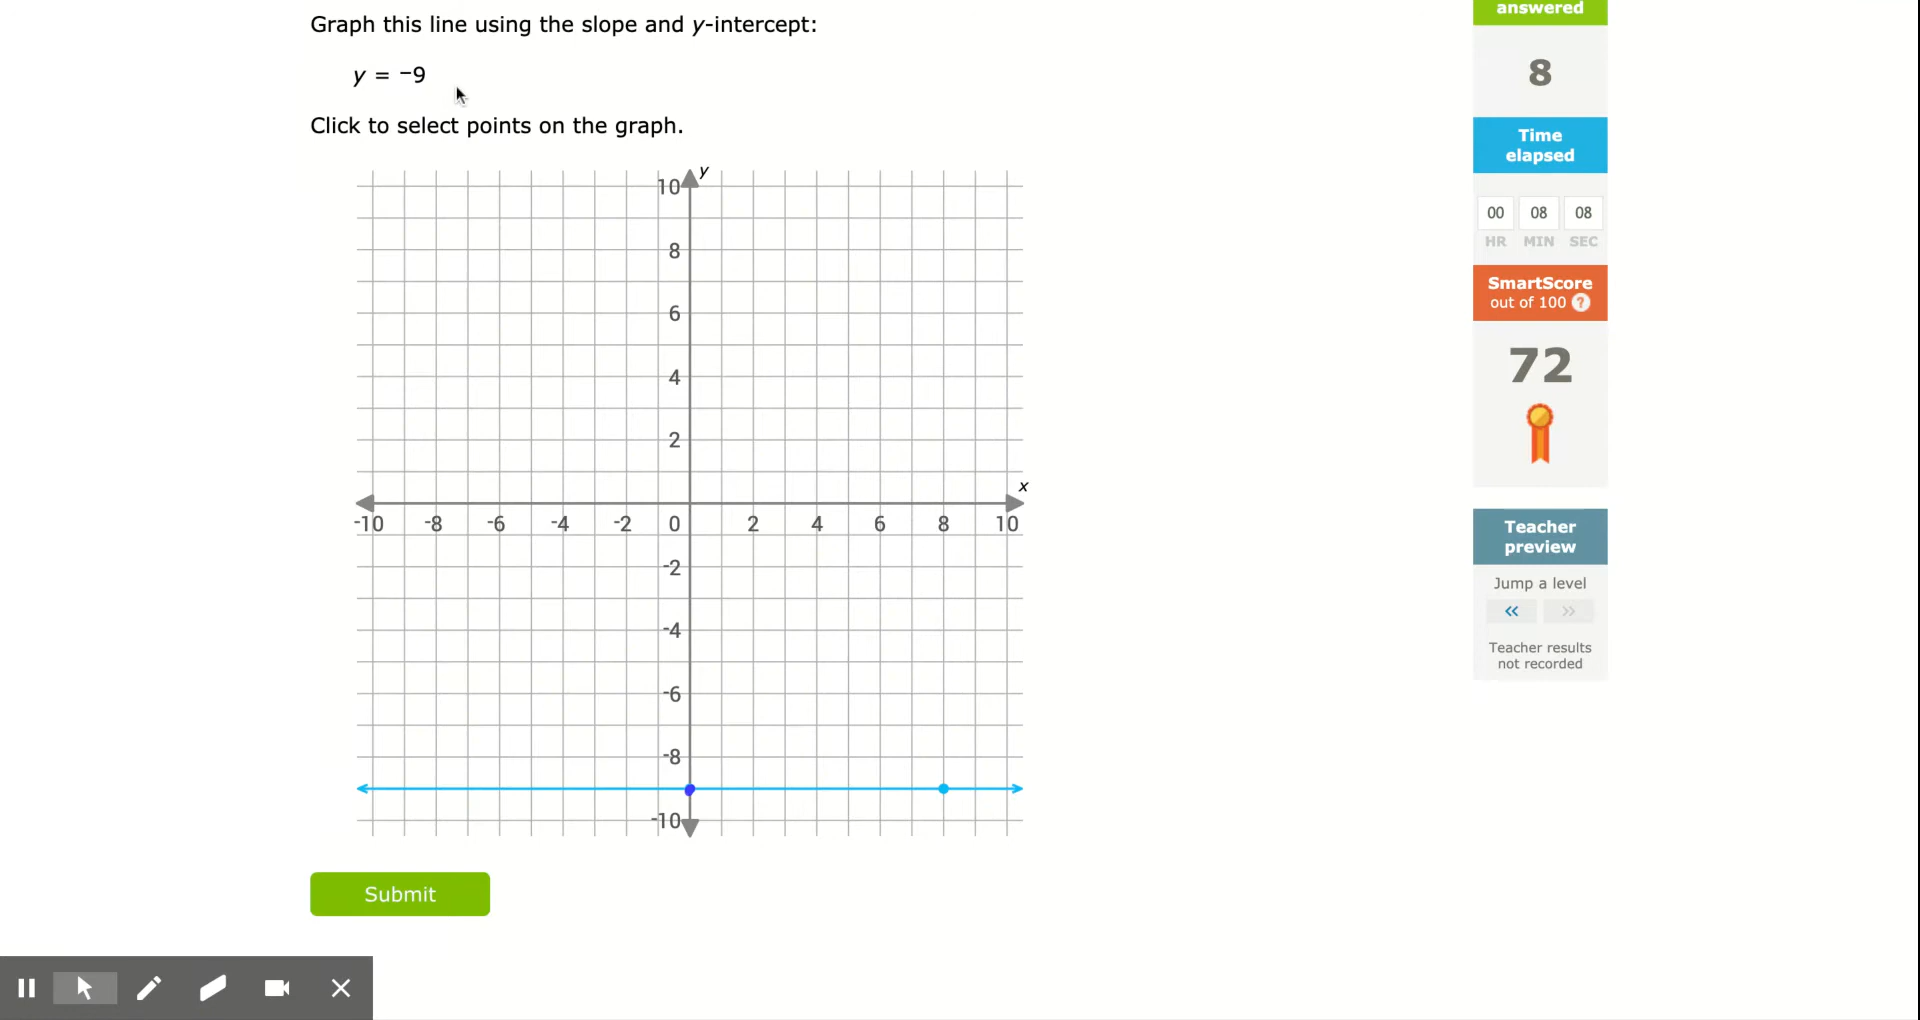 Graph this line using the slope and y-intercept:
y = −9
Click to select points on the graph.
y
10
8
6
4
2
x
-10 -8 -6 -4 -2 0 2 4 6 8 10
-2
-4
-6
-8
-10
Submit
answered
8
Time
elapsed
00 08 08
HR MIN SEC
SmartScore
out of 100 ?
72
Teacher
preview
Jump a level
« »
Teacher results
not recorded